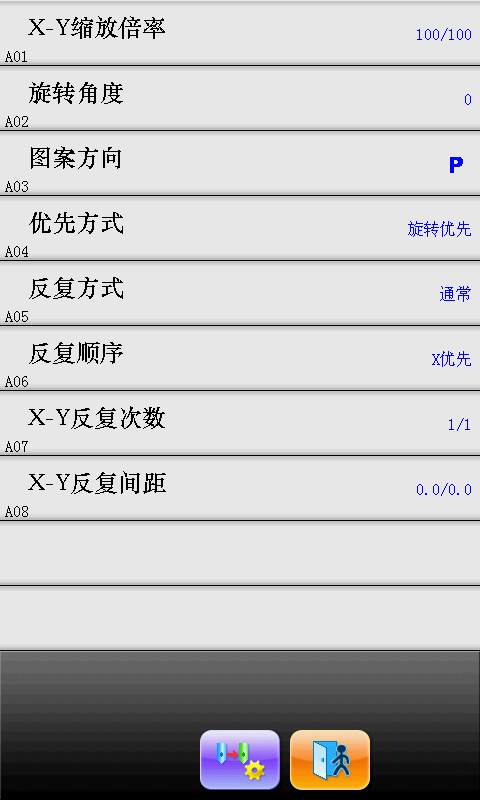 X-Y缩放倍率
100/100
A01
旋转角度
0
A02
图案方向
P
A03
优先方式
旋转优先
A04
反复方式
通常
A05
反复顺序
X优先
A06
X-Y反复次数
1/1
A07
X-Y反复间距
0.0/0.0
A08